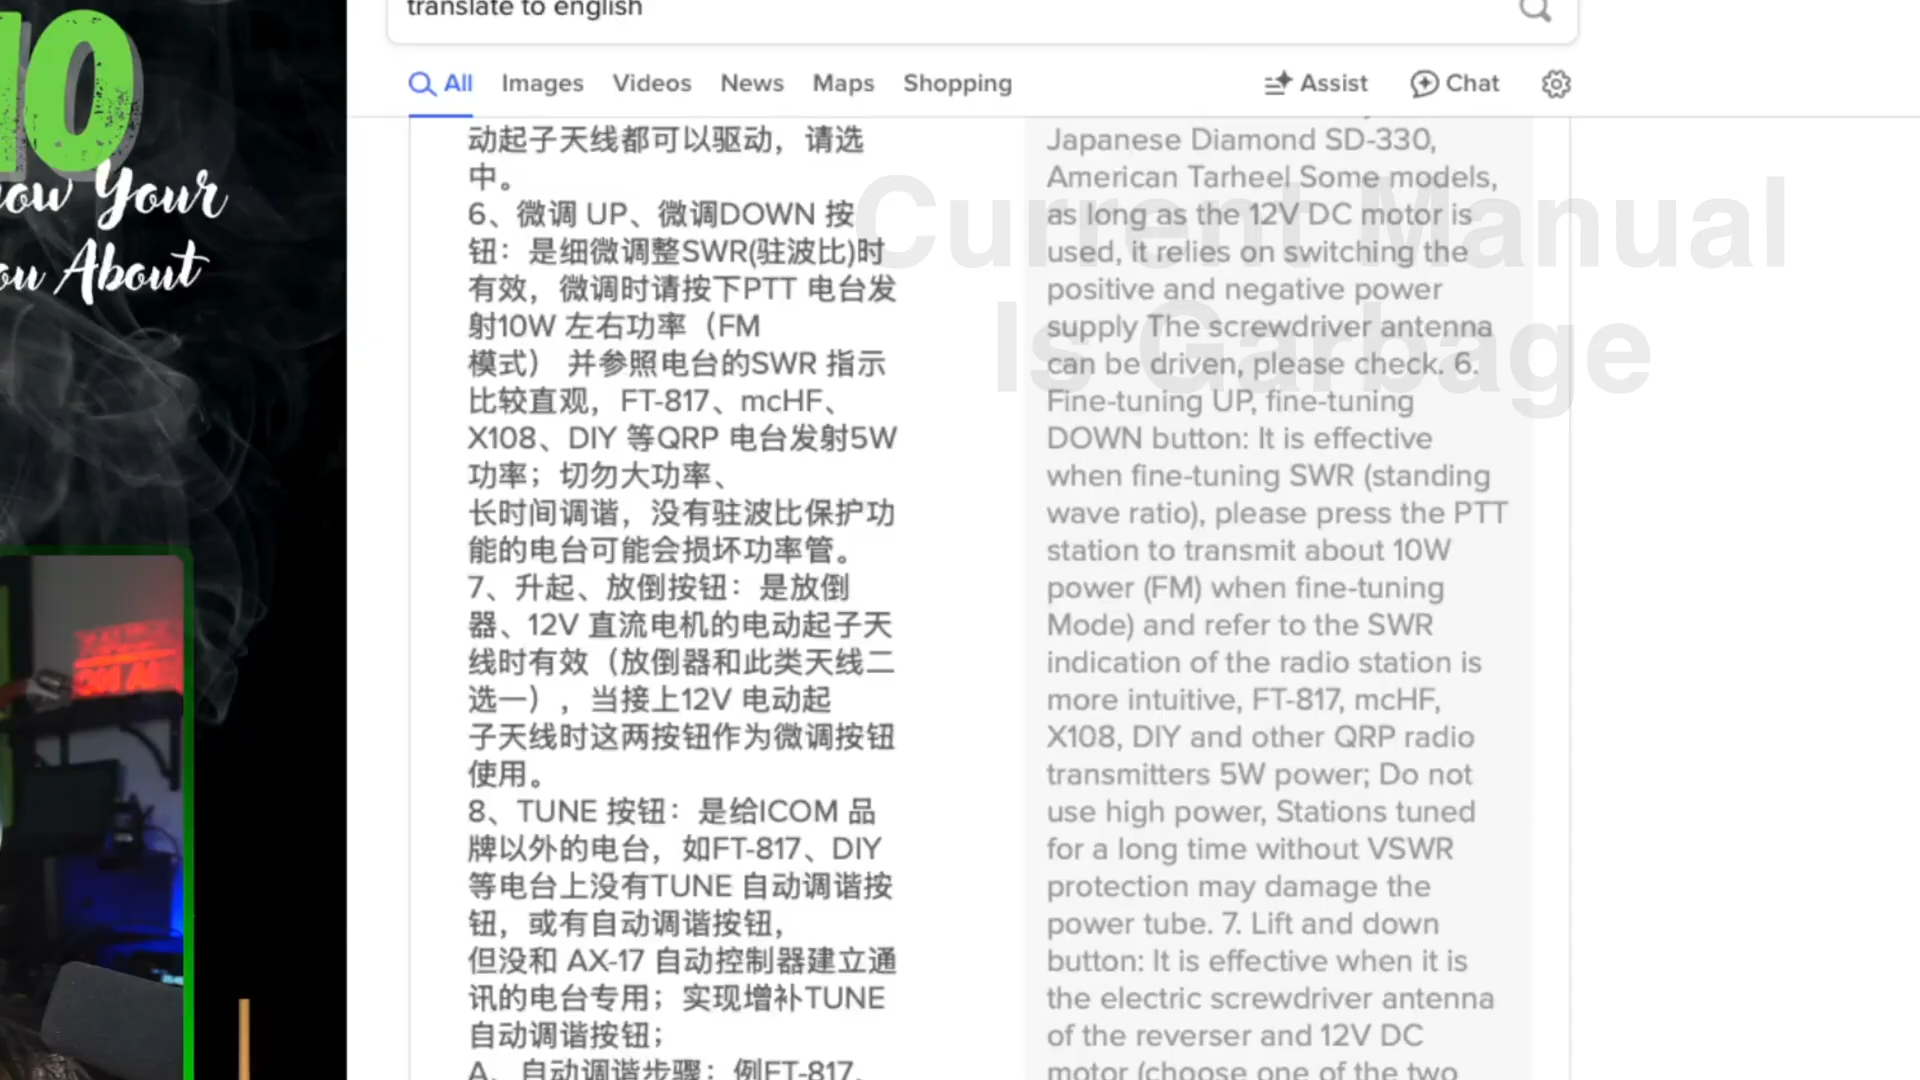 10
ow Your
ou About
translate to english
All Images Videos News Maps Shopping Assist Chat
动起子天线都可以驱动，请选
中。
6、微调 UP、微调DOWN 按
钮：是细微调整SWR(驻波比)时
有效，微调时请按下PTT 电台发
射10W 左右功率（FM
模式） 并参照电台的SWR 指示
比较直观，FT-817、mcHF、
X108、DIY 等QRP 电台发射5W
功率；切勿大功率、
长时间调谐，没有驻波比保护功
能的电台可能会损坏功率管。
7、升起、放倒按钮：是放倒
器、12V 直流电机的电动起子天
线时有效（放倒器和此类天线二
选一）, 当接上12V 电动起
子天线时这两按钮作为微调按钮
使用。
8、TUNE 按钮：是给ICOM 品
牌以外的电台，如FT-817、DIY
等电台上没有TUNE 自动调谐按
钮，或有自动调谐按钮，
但没和 AX-17 自动控制器建立通
讯的电台专用；实现增补TUNE
自动调谐按钮；
A、自动调谐步骤：例FT-817、
Japanese Diamond SD-330,
American Tarheel Some models,
as long as the 12V DC motor is
used, it relies on switching the
positive and negative power
supply The screwdriver antenna
can be driven, please check. 6.
Fine-tuning UP, fine-tuning
DOWN button: It is effective
when fine-tuning SWR (standing
wave ratio), please press the PTT
station to transmit about 10W
power (FM) when fine-tuning
Mode) and refer to the SWR
indication of the radio station is
more intuitive, FT-817, mcHF,
X108, DIY and other QRP radio
transmitters 5W power; Do not
use high power, Stations tuned
for a long time without VSWR
protection may damage the
power tube. 7. Lift and down
button: It is effective when it is
the electric screwdriver antenna
of the reverser and 12V DC
motor (choose one of the two
Current Manual
Is Garbage